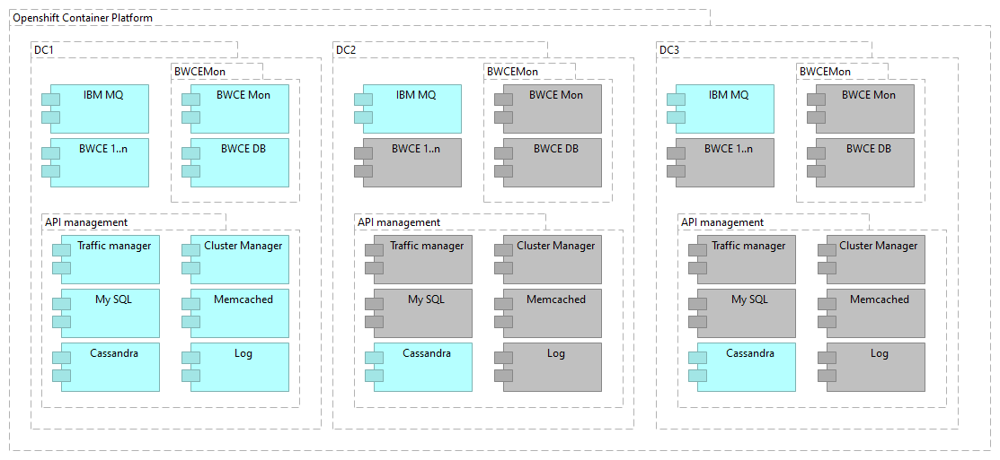 Openshift Container Platform
DC1
BWCEMon
IBM MQ
BWCE Mon
BWCE 1..n
BWCE DB
API management
Traffic manager
Cluster Manager
My SQL
Memcached
Cassandra
Log
DC2
BWCEMon
IBM MQ
BWCE Mon
BWCE 1..n
BWCE DB
API management
Traffic manager
Cluster Manager
My SQL
Memcached
Cassandra
Log
DC3
BWCEMon
IBM MQ
BWCE Mon
BWCE 1..n
BWCE DB
API management
Traffic manager
Cluster Manager
My SQL
Memcached
Cassandra
Log